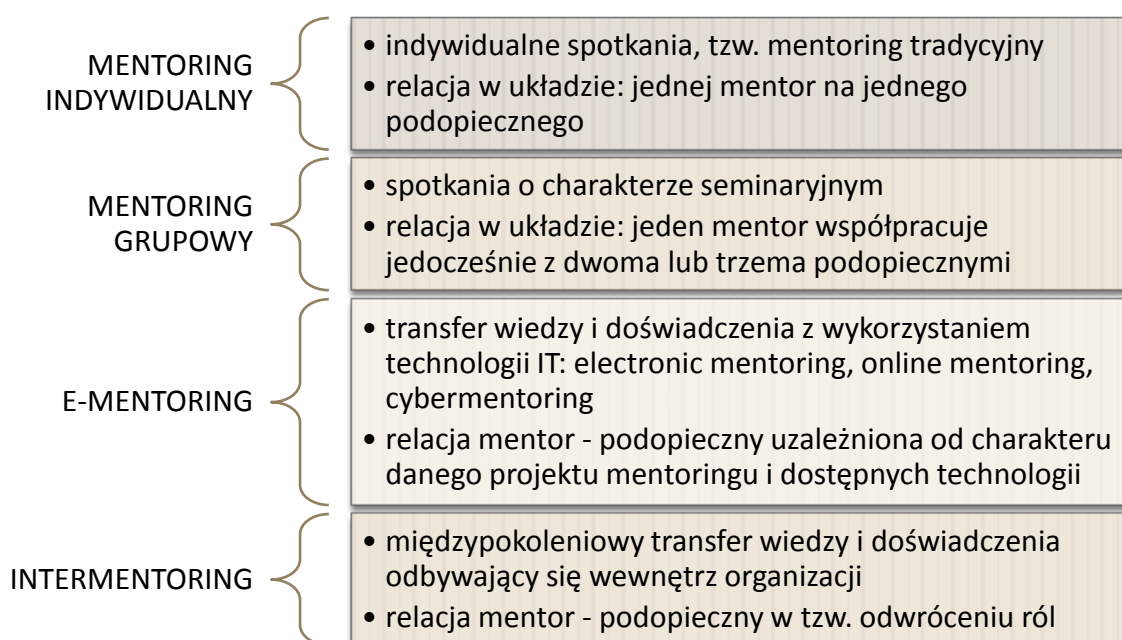 MENTORING
INDYWIDUALNY
• indywidualne spotkania, tzw. mentoring tradycyjny
• relacja w układzie: jednej mentor na jednego
podopiecznego
MENTORING
GRUPOWY
• spotkania o charakterze seminaryjnym
• relacja w układzie: jeden mentor współpracuje
jedocześnie z dwoma lub trzema podopiecznymi
E-MENTORING
• transfer wiedzy i doświadczenia z wykorzystaniem
technologii IT: electronic mentoring, online mentoring,
cybermentoring
• relacja mentor - podopieczny uzależniona od charakteru
danego projektu mentoringu i dostępnych technologii
INTERMENTORING
• międzypokoleniowy transfer wiedzy i doświadczenia
odbywający się wewnętrz organizacji
• relacja mentor - podopieczny w tzw. odwróceniu ról